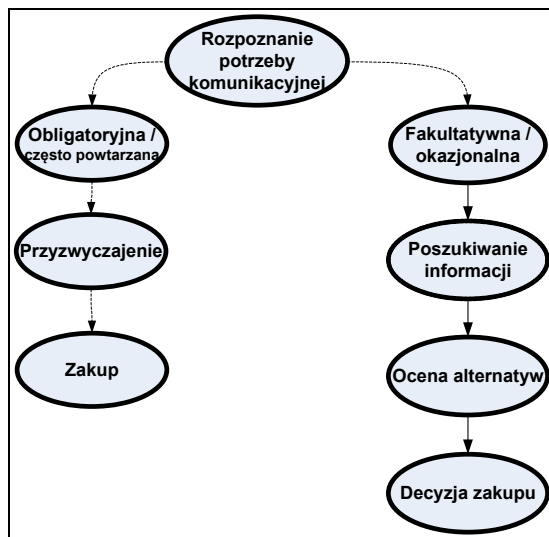 Rozpoznanie
potrzeby
komunikacyjnej
Obligatoryjna /
często powtarzana
Przyzwyczajenie
Zakup
Fakultatywna /
okazjonalna
Poszukiwanie
informacji
Ocena alternatyw
Decyzja zakupu